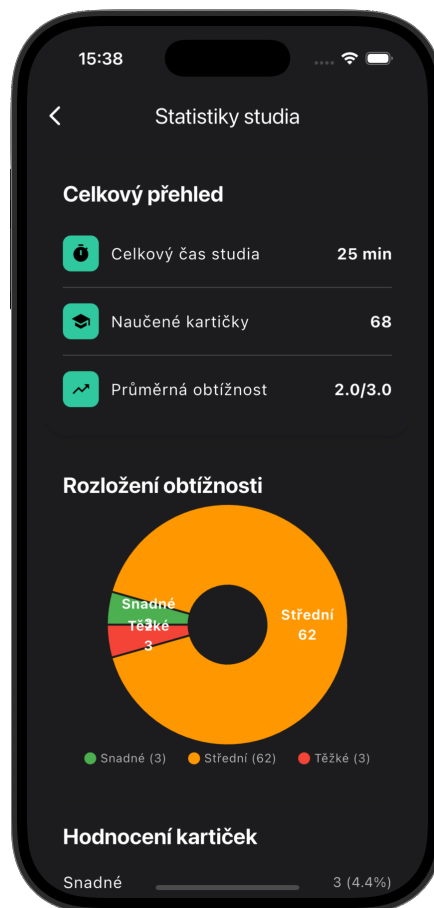 15:38
Statistiky studia
Celkový přehled
Celkový čas studia 25 min
Naučené kartičky 68
Průměrná obtížnost 2.0/3.0
Rozložení obtížnosti
Snadné
3
Těžké
3
Střední
62
Snadné (3) Střední (62) Těžké (3)
Hodnocení kartiček
Snadné 3 (4.4%)